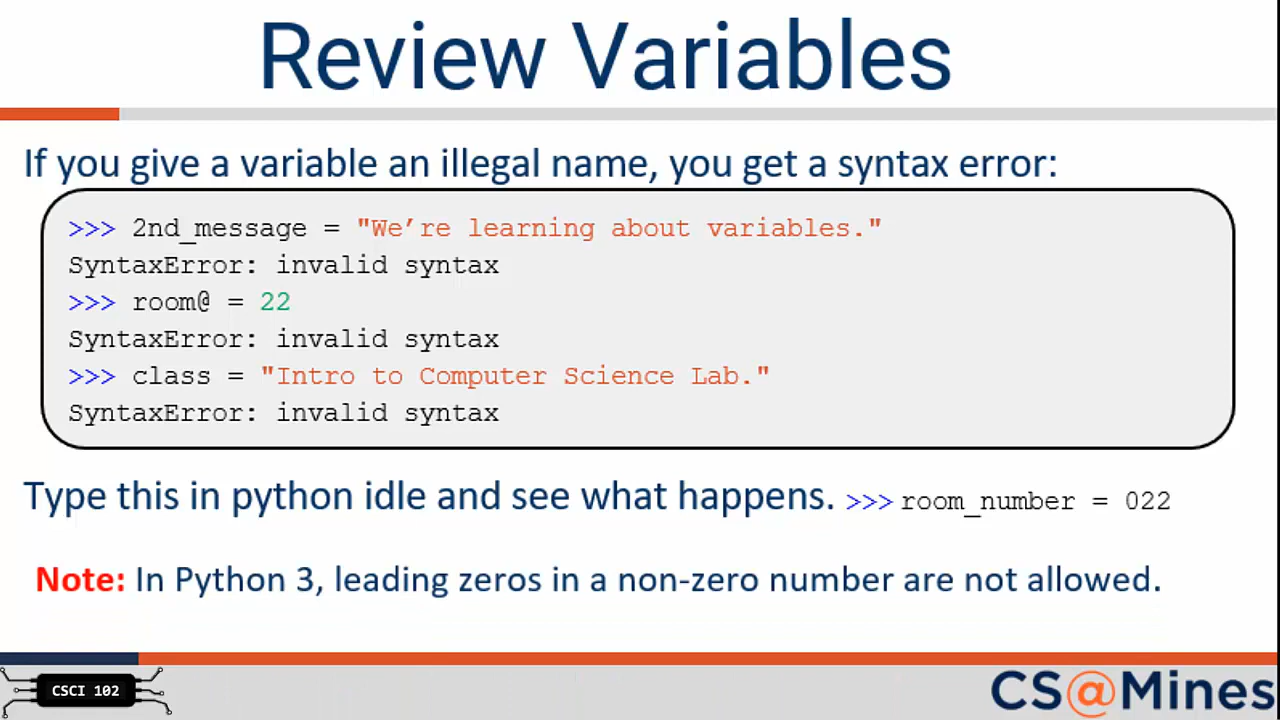 Review Variables
If you give a variable an illegal name, you get a syntax error:
>>> 2nd_message = "We’re learning about variables."
SyntaxError: invalid syntax
>>> room@ = 22
SyntaxError: invalid syntax
>>> class = "Intro to Computer Science Lab."
SyntaxError: invalid syntax
Type this in python idle and see what happens. >>> room_number = 022
Note: In Python 3, leading zeros in a non-zero number are not allowed.
CSCI 102
CS@Mines